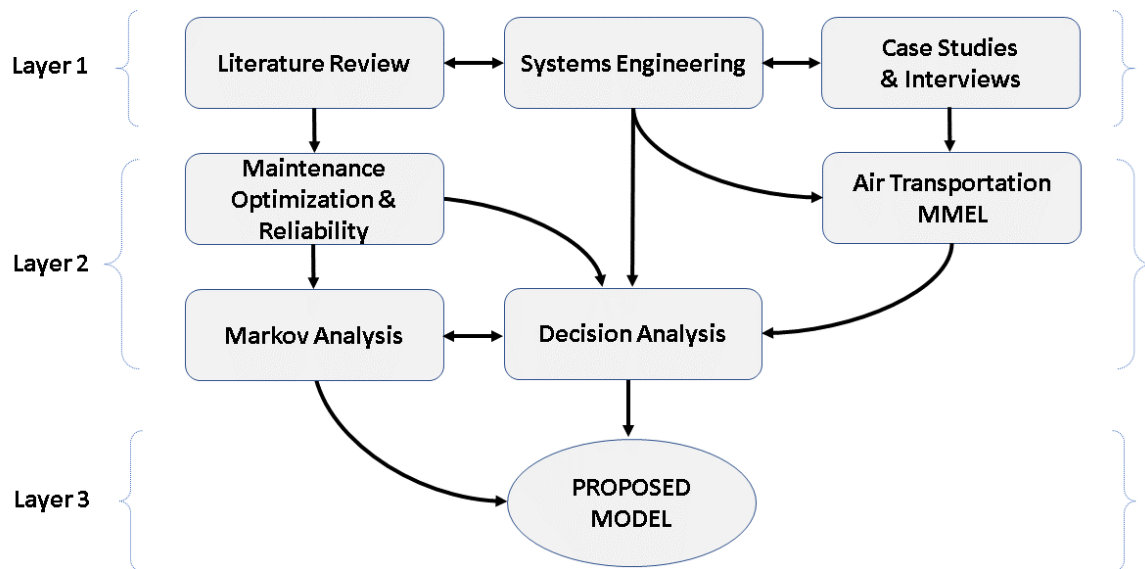 Layer 1
Literature Review
Systems Engineering
Case Studies
& Interviews
Layer 2
Maintenance
Optimization &
Reliability
Air Transportation
MMEL
Markov Analysis
Decision Analysis
Layer 3
PROPOSED
MODEL